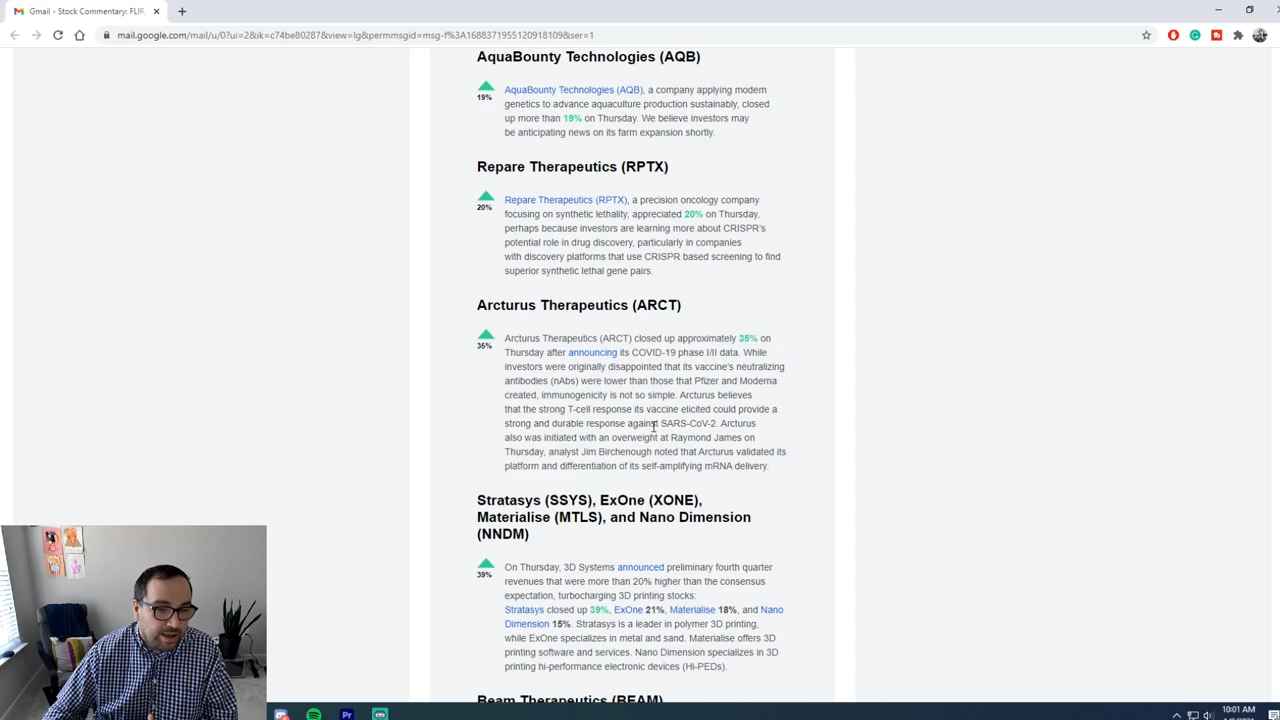 Gmail - Stock Commentary: FLIR,
mail.google.com/mail/u/0?ui=2&ik=c74be80287&view=lg&permmsgid=msg-f%3A1688371955120918109&ser=1
AquaBounty Technologies (AQB)
19%
AquaBounty Technologies (AQB), a company applying modern
genetics to advance aquaculture production sustainably, closed
up more than 19% on Thursday. We believe investors may
be anticipating news on its farm expansion shortly.
Repare Therapeutics (RPTX)
20%
Repare Therapeutics (RPTX), a precision oncology company
focusing on synthetic lethality, appreciated 20% on Thursday,
perhaps because investors are learning more about CRISPR's
potential role in drug discovery, particularly in companies
with discovery platforms that use CRISPR based screening to find
superior synthetic lethal gene pairs.
Arcturus Therapeutics (ARCT)
35%
Arcturus Therapeutics (ARCT) closed up approximately 35% on
Thursday after announcing its COVID-19 phase I/II data. While
investors were originally disappointed that its vaccine's neutralizing
antibodies (nAbs) were lower than those that Pfizer and Moderna
created, immunogenicity is not so simple. Arcturus believes
that the strong T-cell response its vaccine elicited could provide a
strong and durable response against SARS-CoV-2. Arcturus
also was initiated with an overweight at Raymond James on
Thursday, analyst Jim Birchenough noted that Arcturus validated its
platform and differentiation of its self-amplifying mRNA delivery.
Stratasys (SSYS), ExOne (XONE),
Materialise (MTLS), and Nano Dimension
(NNDM)
39%
On Thursday, 3D Systems announced preliminary fourth quarter
revenues that were more than 20% higher than the consensus
expectation, turbocharging 3D printing stocks:
Stratasys closed up 39%, ExOne 21%, Materialise 18%, and Nano
Dimension 15%. Stratasys is a leader in polymer 3D printing,
while ExOne specializes in metal and sand. Materialise offers 3D
printing software and services. Nano Dimension specializes in 3D
printing hi-performance electronic devices (Hi-PEDs).
Beam Therapeutics (BEAM)
Pr
10:01 AM